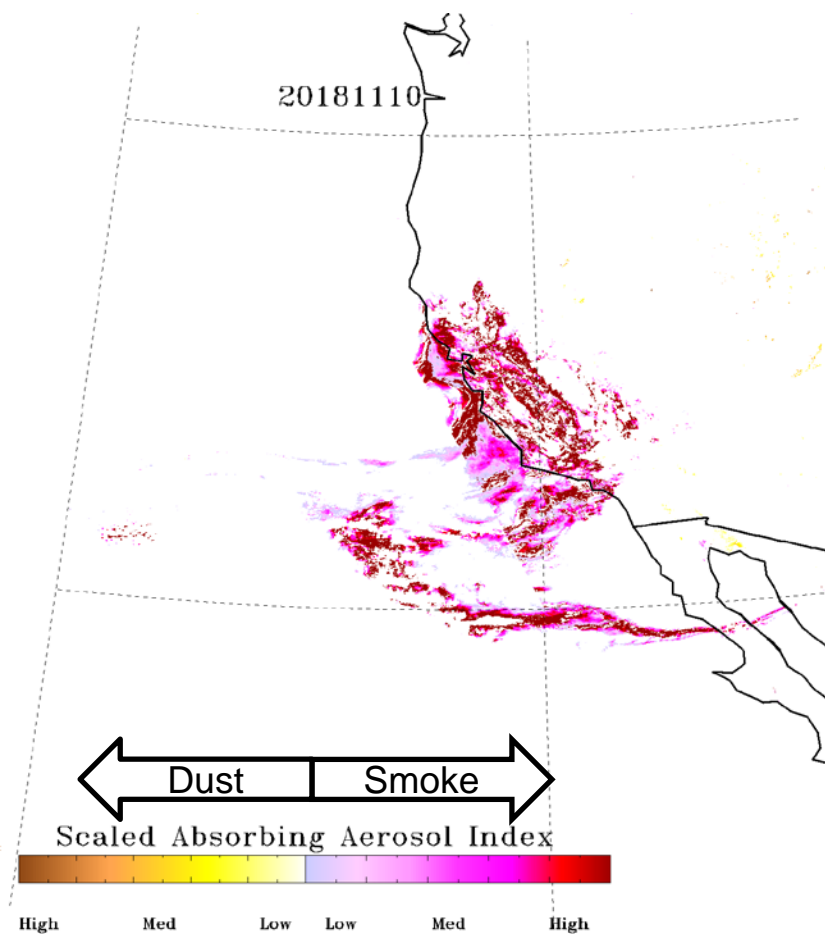 20181110
Dust Smoke
Scaled Absorbing Aerosol Index
High Med Low Low Med High